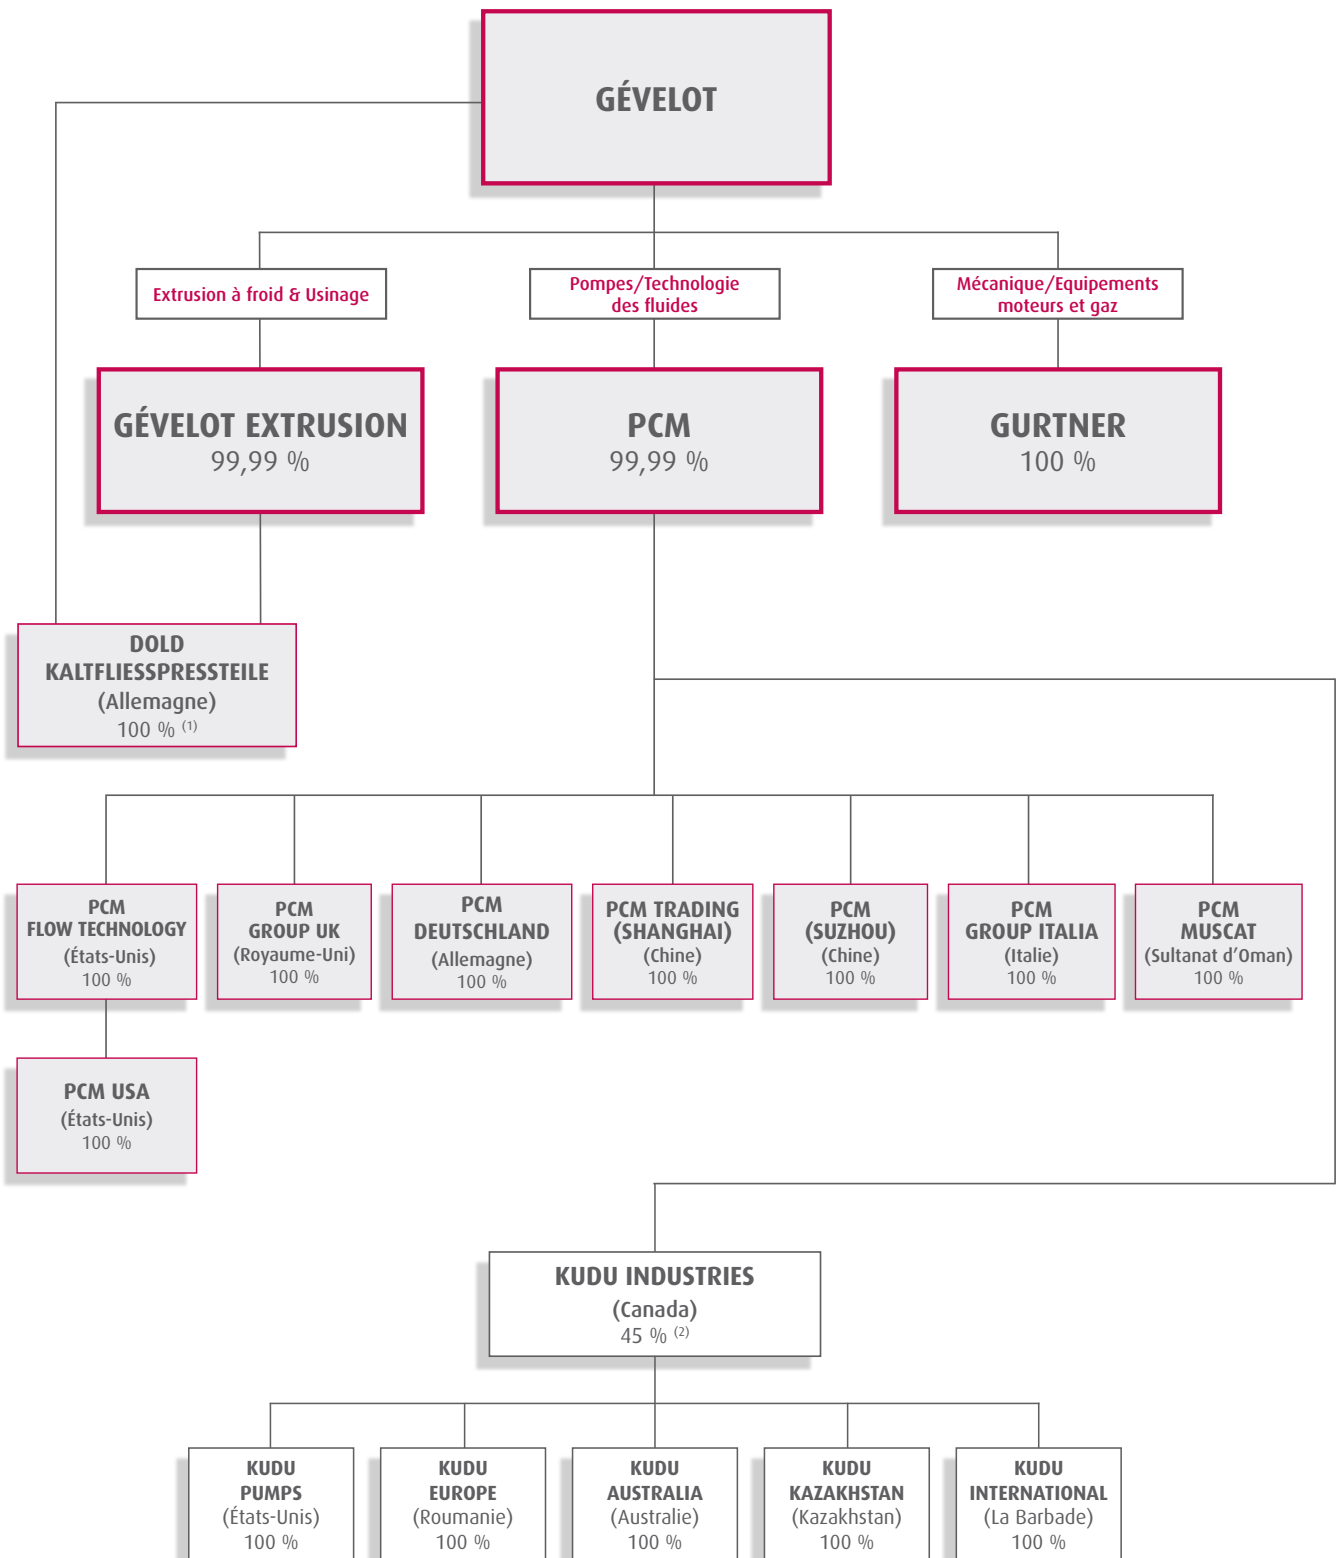 GÉVELOT
Extrusion à froid & Usinage
Pompes/Technologie
des fluides
Mécanique/Equipements
moteurs et gaz
GÉVELOT EXTRUSION
99,99 %
PCM
99,99 %
GURTNER
100 %
DOLD
KALTFLIESSPRESSTEILE
(Allemagne)
100 % (1)
PCM
FLOW TECHNOLOGY
(États-Unis)
100 %
PCM
GROUP UK
(Royaume-Uni)
100 %
PCM
DEUTSCHLAND
(Allemagne)
100 %
PCM TRADING
(SHANGHAI)
(Chine)
100 %
PCM
(SUZHOU)
(Chine)
100 %
PCM
GROUP ITALIA
(Italie)
100 %
PCM
MUSCAT
(Sultanat d'Oman)
100 %
PCM USA
(États-Unis)
100 %
KUDU INDUSTRIES
(Canada)
45 % (2)
KUDU
PUMPS
(États-Unis)
100 %
KUDU
EUROPE
(Roumanie)
100 %
KUDU
AUSTRALIA
(Australie)
100 %
KUDU
KAZAKHSTAN
(Kazakhstan)
100 %
KUDU
INTERNATIONAL
(La Barbade)
100 %